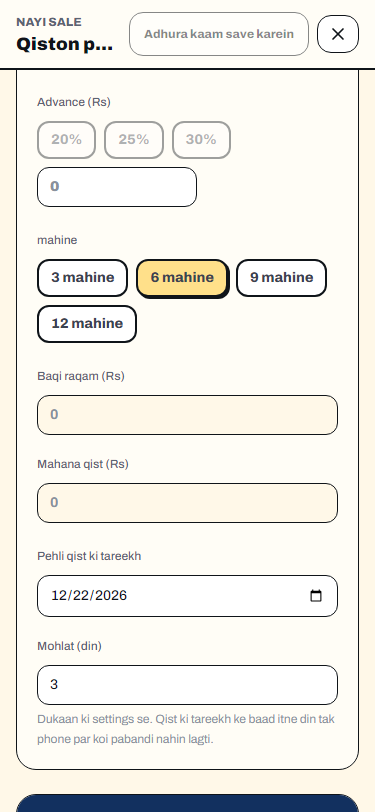 NAYI SALE
Qiston p...
Adhura kaam save karein
Advance (Rs)
20%
25%
30%
0
mahine
3 mahine
6 mahine
9 mahine
12 mahine
Baqi raqam (Rs)
0
Mahana qist (Rs)
0
Pehli qist ki tareekh
12/22/2026
Mohlat (din)
3
Dukaan ki settings se. Qist ki tareekh ke baad itne din tak
phone par koi pabandi nahin lagti.